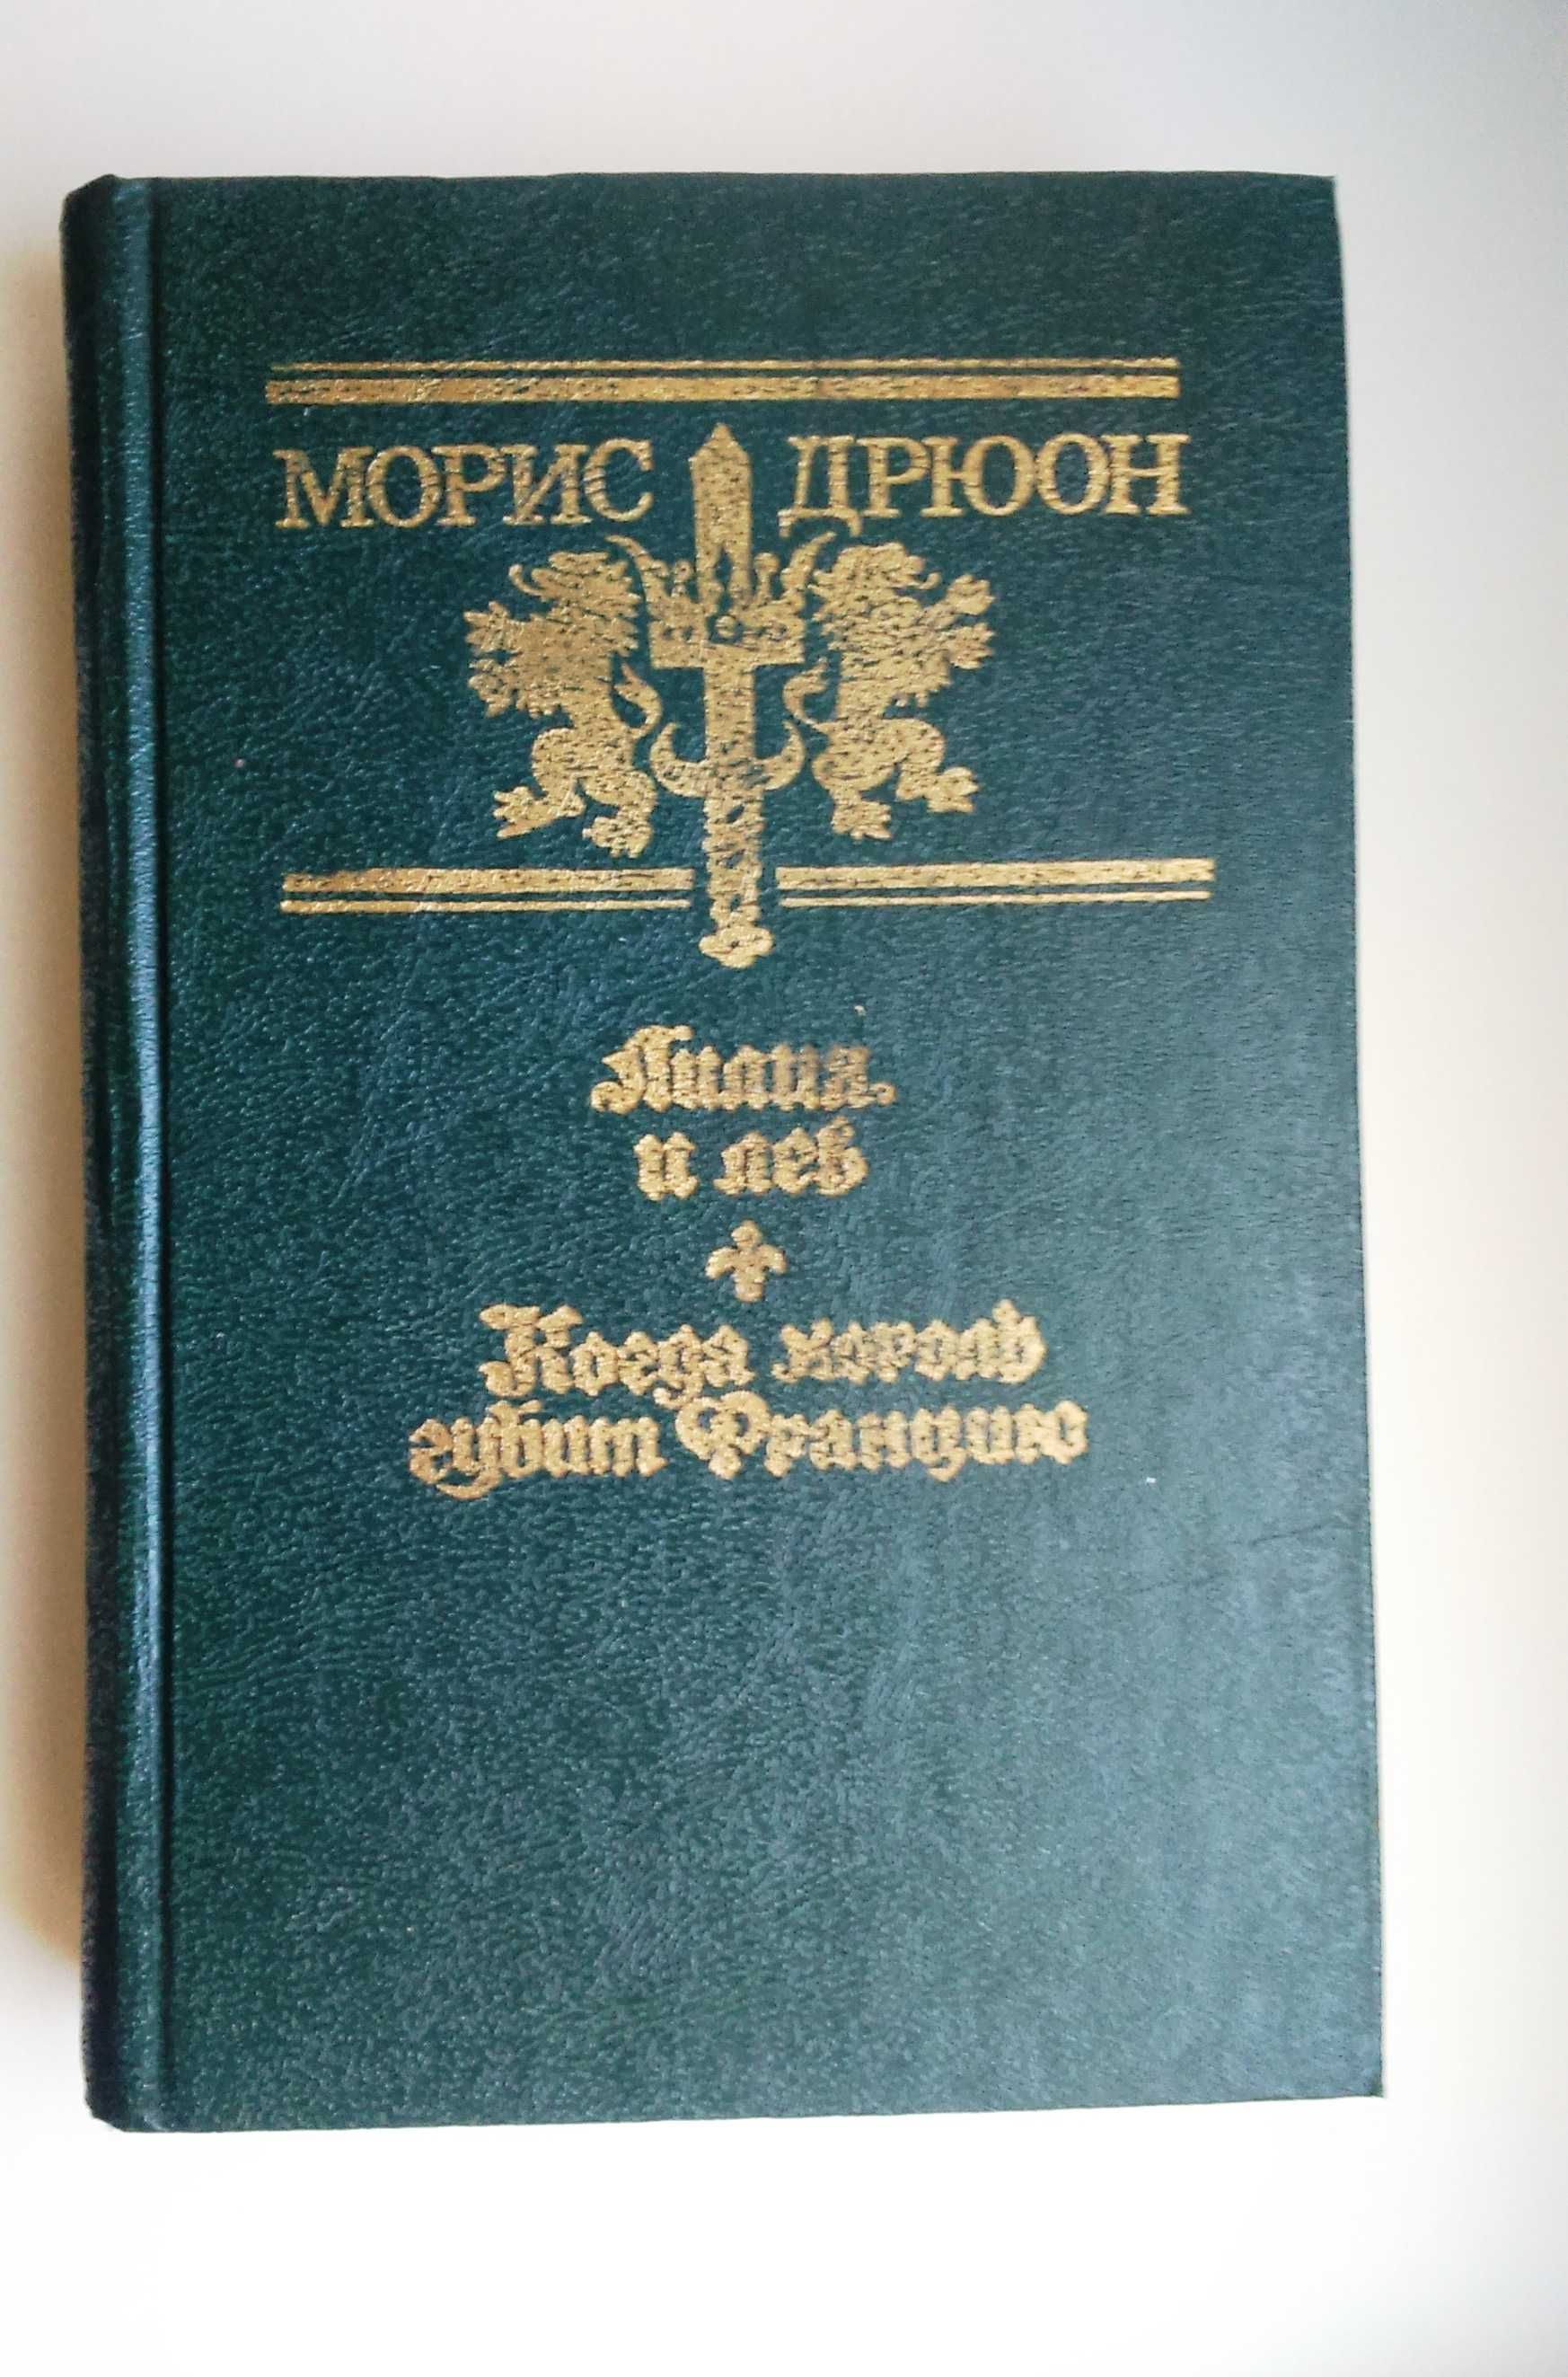 МОРИС ДРЮОН
Лилия
и лев
Когда король
губит Францию